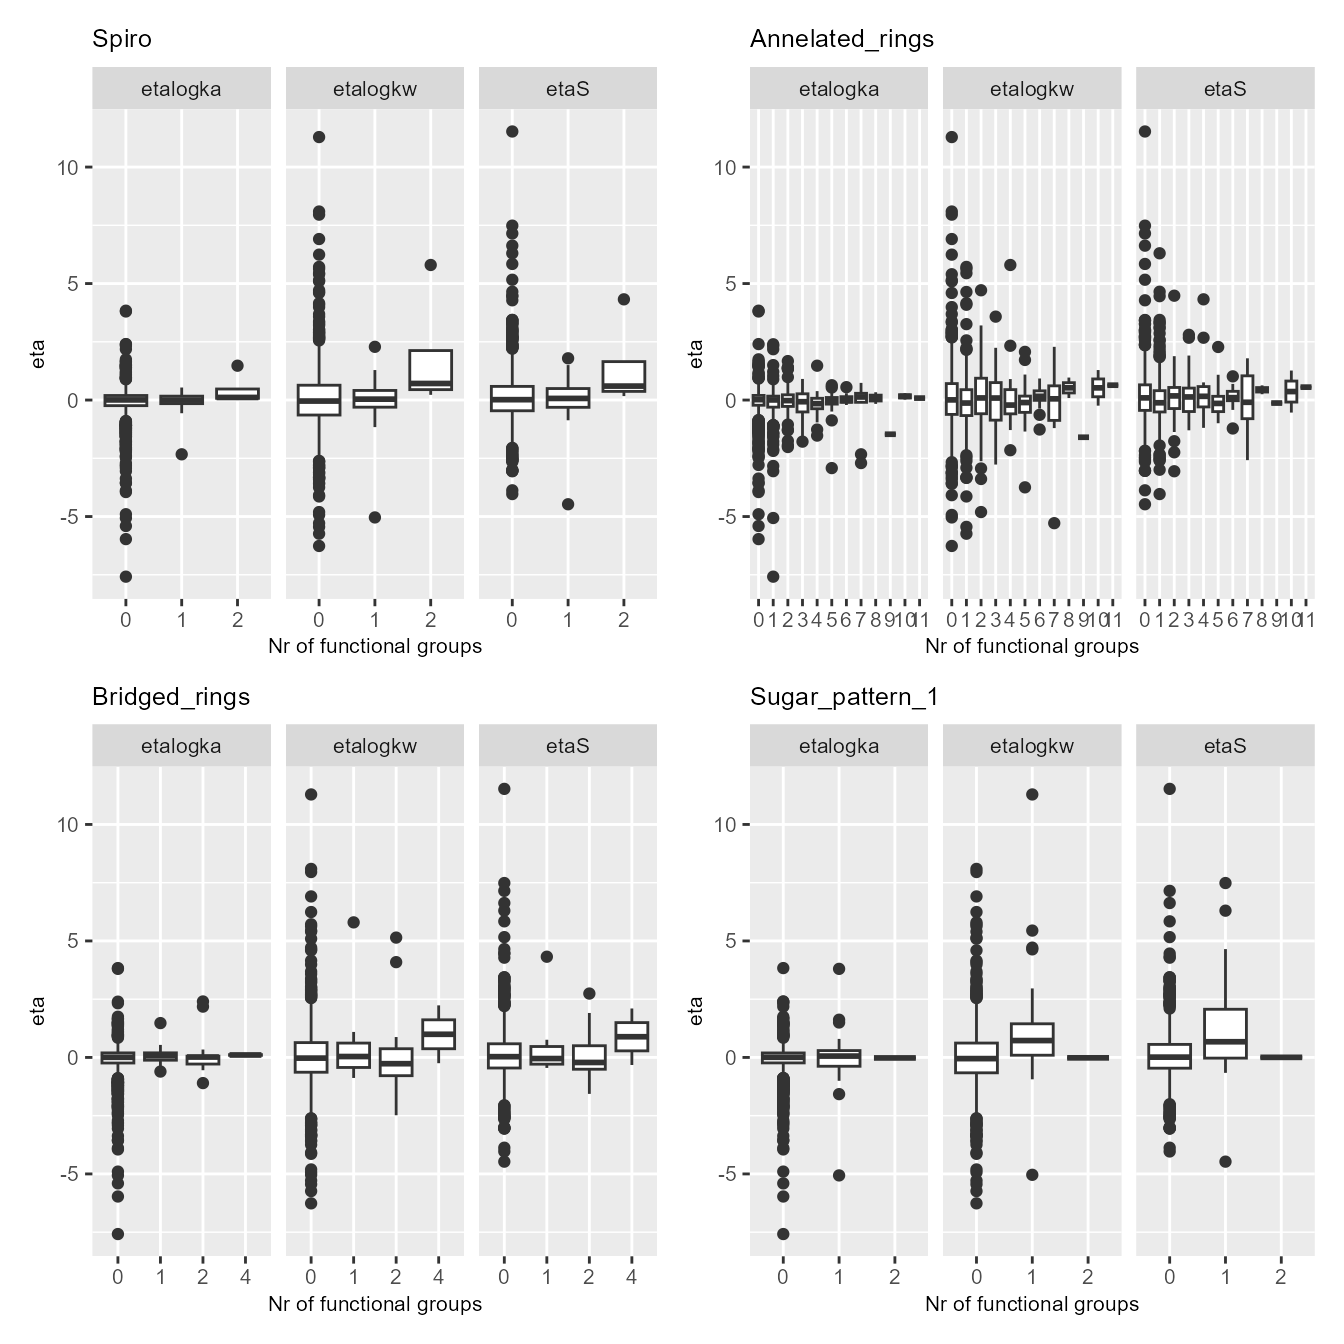 Spiro
etalogka etalogkw etaS
10
5
0
-5
eta
0 1 2 0 1 2 0 1 2
Nr of functional groups
Annelated_rings
etalogka etalogkw etaS
10
5
0
-5
eta
0 1 2 3 4 5 6 7 8 9 10 11 0 1 2 3 4 5 6 7 8 9 10 11 0 1 2 3 4 5 6 7 8 9 10 11
Nr of functional groups
Bridged_rings
etalogka etalogkw etaS
10
5
0
-5
eta
0 1 2 4 0 1 2 4 0 1 2 4
Nr of functional groups
Sugar_pattern_1
etalogka etalogkw etaS
10
5
0
-5
eta
0 1 2 0 1 2 0 1 2
Nr of functional groups